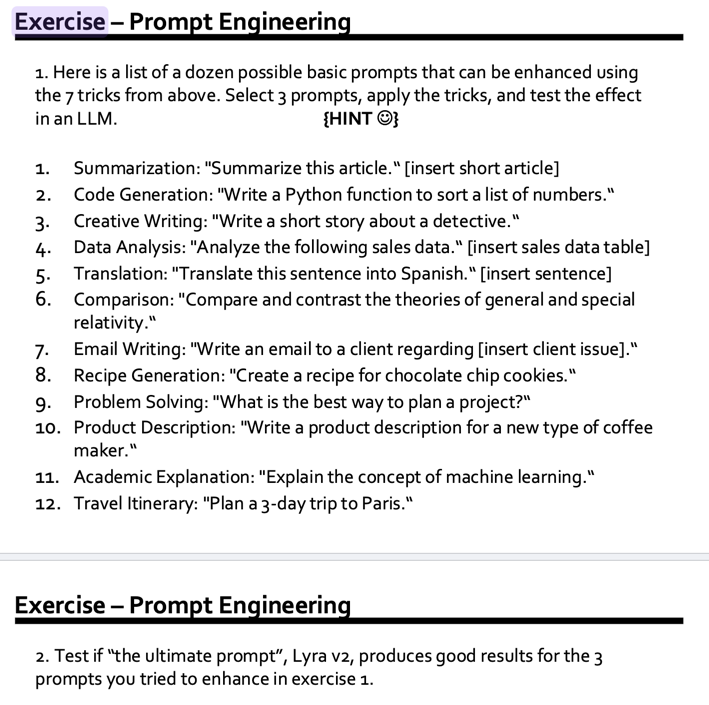 Exercise – Prompt Engineering
1. Here is a list of a dozen possible basic prompts that can be enhanced using
the 7 tricks from above. Select 3 prompts, apply the tricks, and test the effect
in an LLM. {HINT ☺}
1. Summarization: "Summarize this article.“ [insert short article]
2. Code Generation: "Write a Python function to sort a list of numbers.“
3. Creative Writing: "Write a short story about a detective.“
4. Data Analysis: "Analyze the following sales data.“ [insert sales data table]
5. Translation: "Translate this sentence into Spanish.“ [insert sentence]
6. Comparison: "Compare and contrast the theories of general and special
relativity.“
7. Email Writing: "Write an email to a client regarding [insert client issue].“
8. Recipe Generation: "Create a recipe for chocolate chip cookies.“
9. Problem Solving: "What is the best way to plan a project?“
10. Product Description: "Write a product description for a new type of coffee
maker.“
11. Academic Explanation: "Explain the concept of machine learning.“
12. Travel Itinerary: "Plan a 3-day trip to Paris.“
Exercise – Prompt Engineering
2. Test if “the ultimate prompt”, Lyra v2, produces good results for the 3
prompts you tried to enhance in exercise 1.